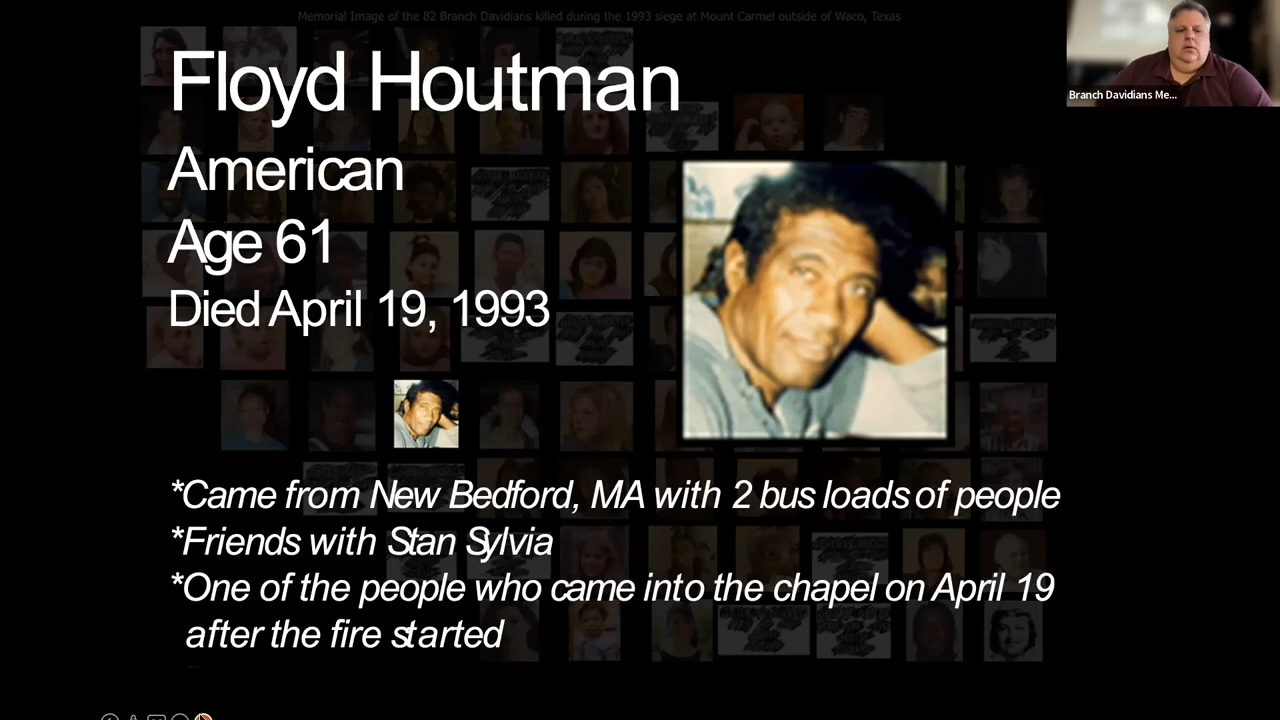 Memorial Image of the 82 Branch Davidians killed during the 1993 siege at Mount Carmel outside of Waco, Texas
Floyd Houtman
Branch Davidians Me...
American
Age 61
Died April 19, 1993
*Came from New Bedford, MA with 2 bus loads of people
*Friends with Stan Sylvia
*One of the people who came into the chapel on April 19
after the fire started